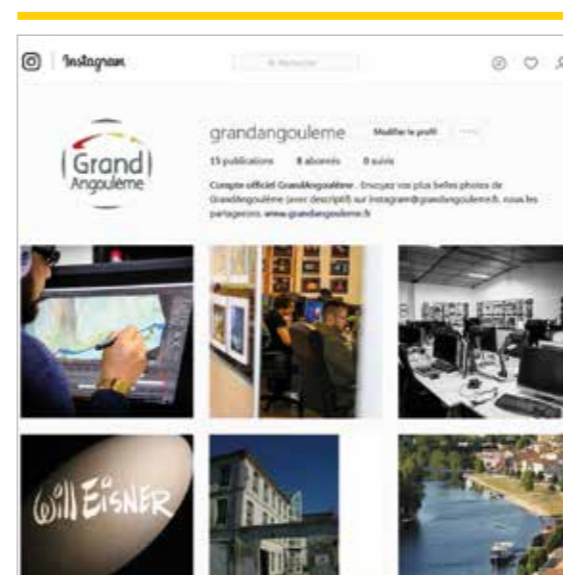 Instagram
Rechercher
grandangouleme Modifier le profil
15 publications 8 abonnés 0 suivis
Grand
Angoulême
Compte officiel GrandAngoulême . Envoyez vos plus belles photos de
GrandAngoulême (avec descriptif) sur instagram@grandangouleme.fr, nous les
partagerons. www.grandangouleme.fr
Will EiSNER